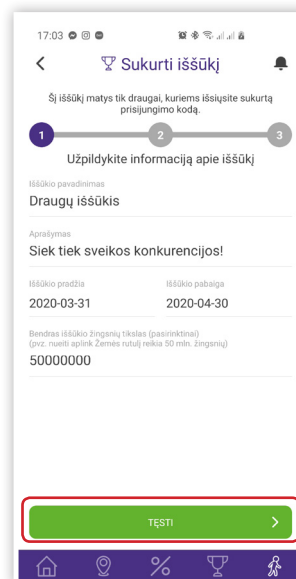 17:03
Sukurti iššūkį
Šį iššūkį matys tik draugai, kuriems išsiųsite sukurtą
prisijungimo kodą.
1 2 3
Užpildykite informaciją apie iššūkį
Iššūkio pavadinimas
Draugų iššūkis
Aprašymas
Siek tiek sveikos konkurencijos!
Iššūkio pradžia Iššūkio pabaiga
2020-03-31 2020-04-30
Bendras iššūkio žingsnių tikslas (pasirinktinai)
(pvz. nueiti aplink Žemės rutulį reikia 50 mln. žingsnių)
50000000
TĘSTI